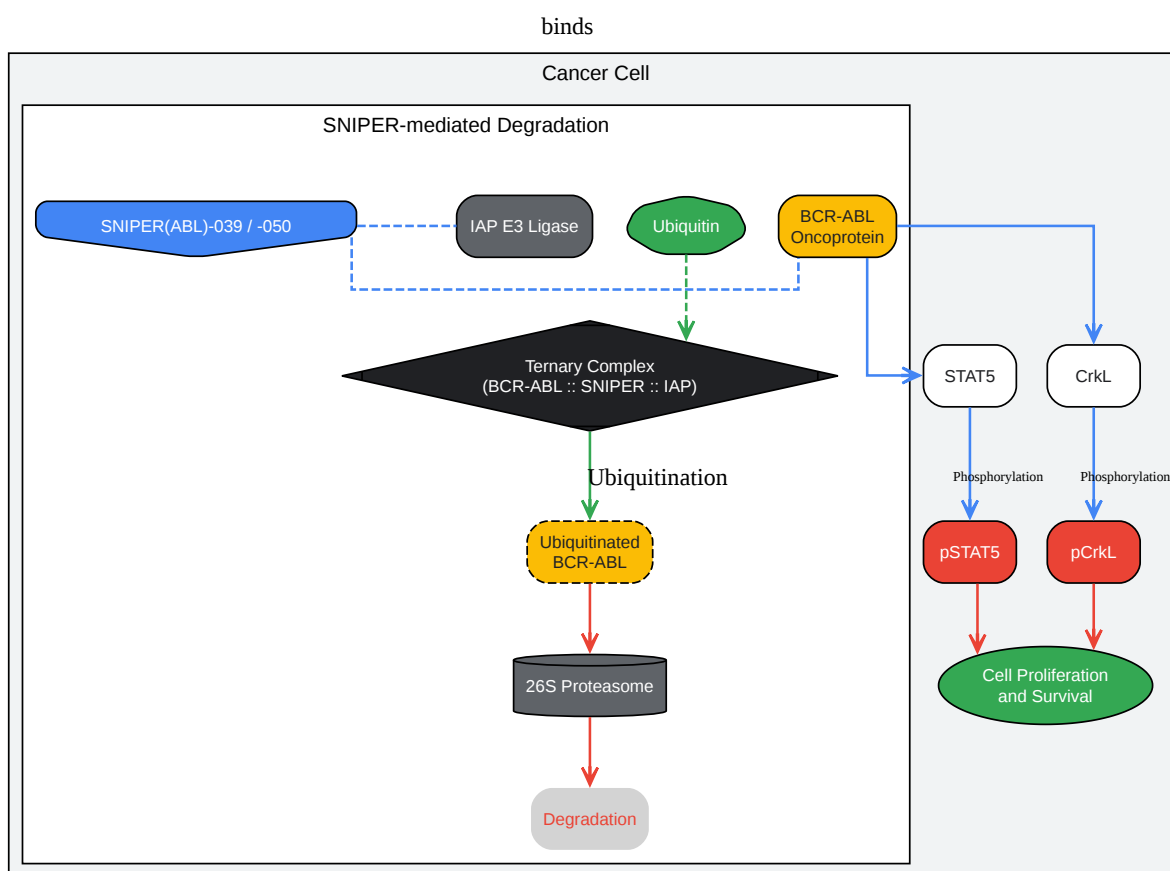 binds
Cancer Cell
SNIPER-mediated Degradation
SNIPER(ABL)-039 / -050
IAP E3 Ligase
Ubiquitin
BCR-ABL
Oncoprotein
Ternary Complex
(BCR-ABL :: SNIPER :: IAP)
STAT5
CrkL
Ubiquitination
Phosphorylation
Phosphorylation
Ubiquitinated
BCR-ABL
pSTAT5
pCrkL
26S Proteasome
Cell Proliferation
and Survival
Degradation